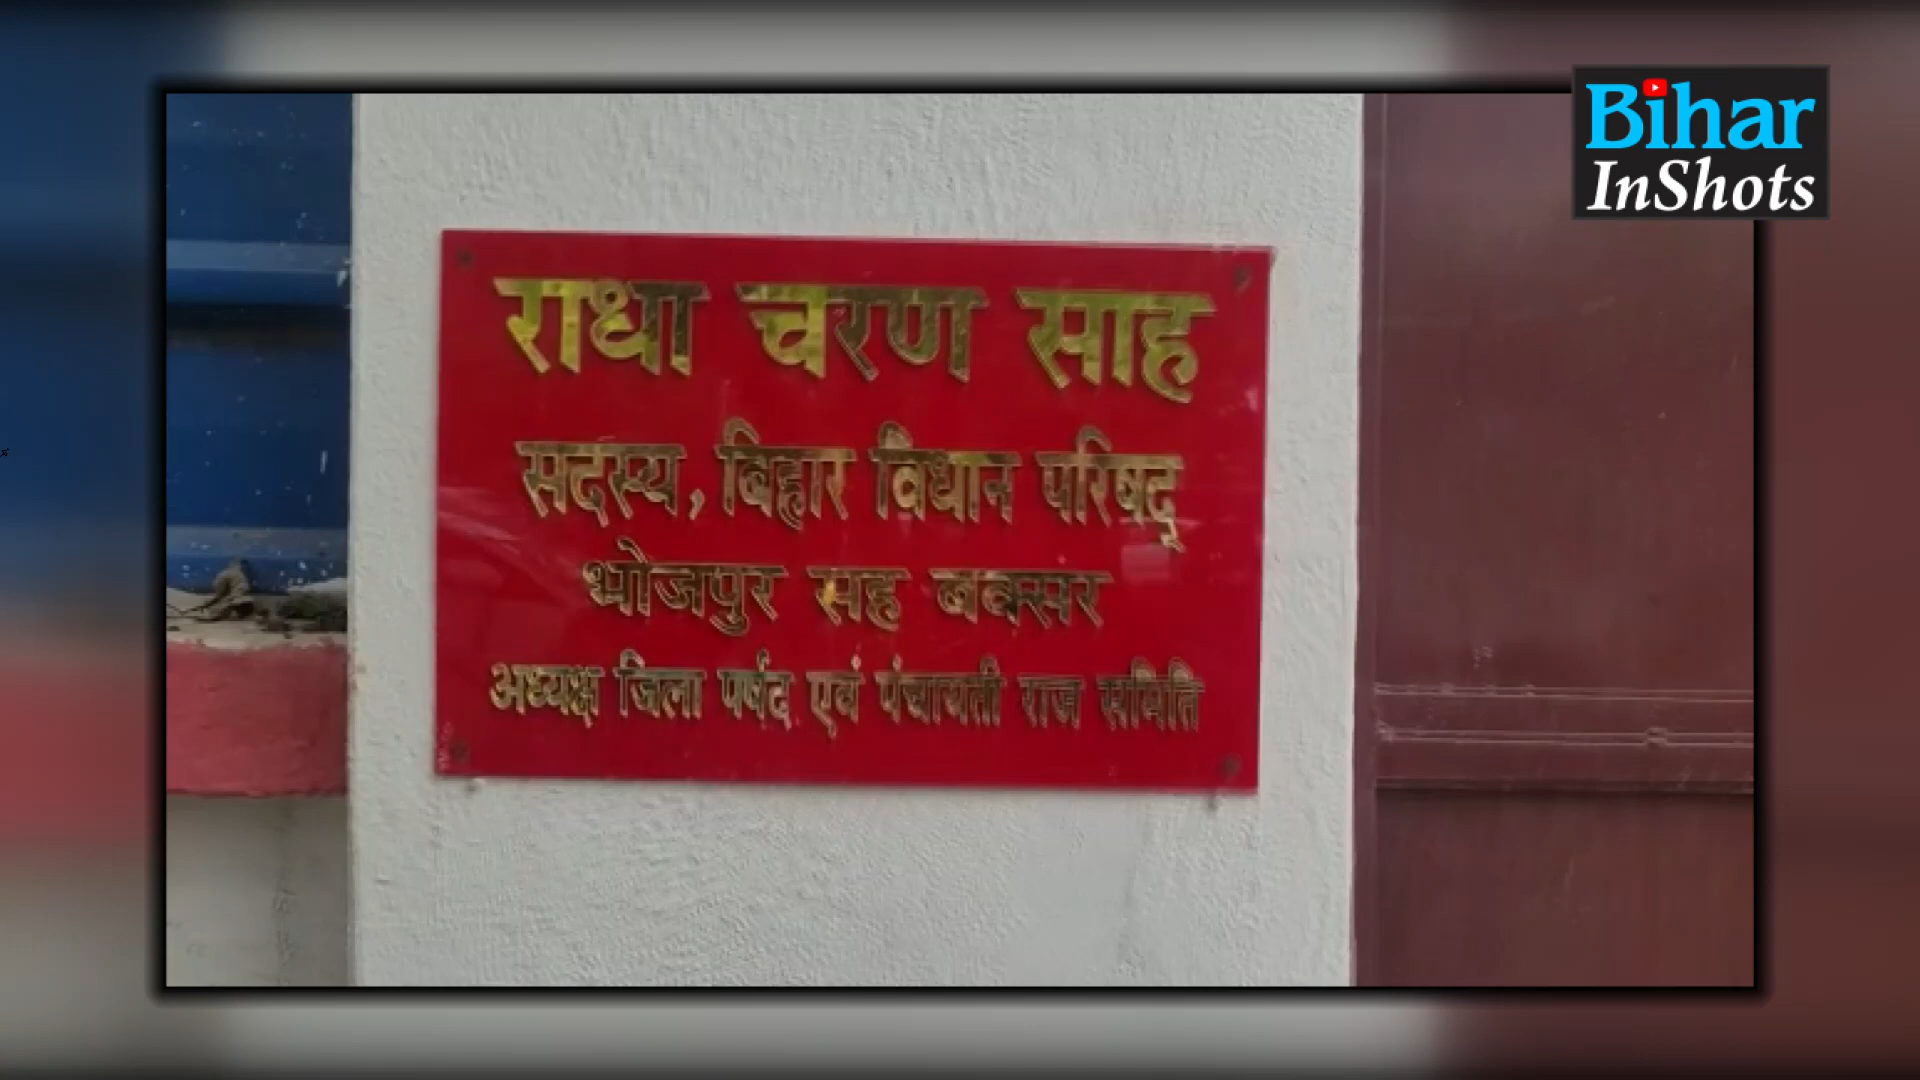 Bihar
InShots
राधा चरण साह
सदस्य, बिहार विधान परिषद्
भोजपुर सह बक्सर
अध्यक्ष जिला पर्षद एवं पंचायती राज समिति